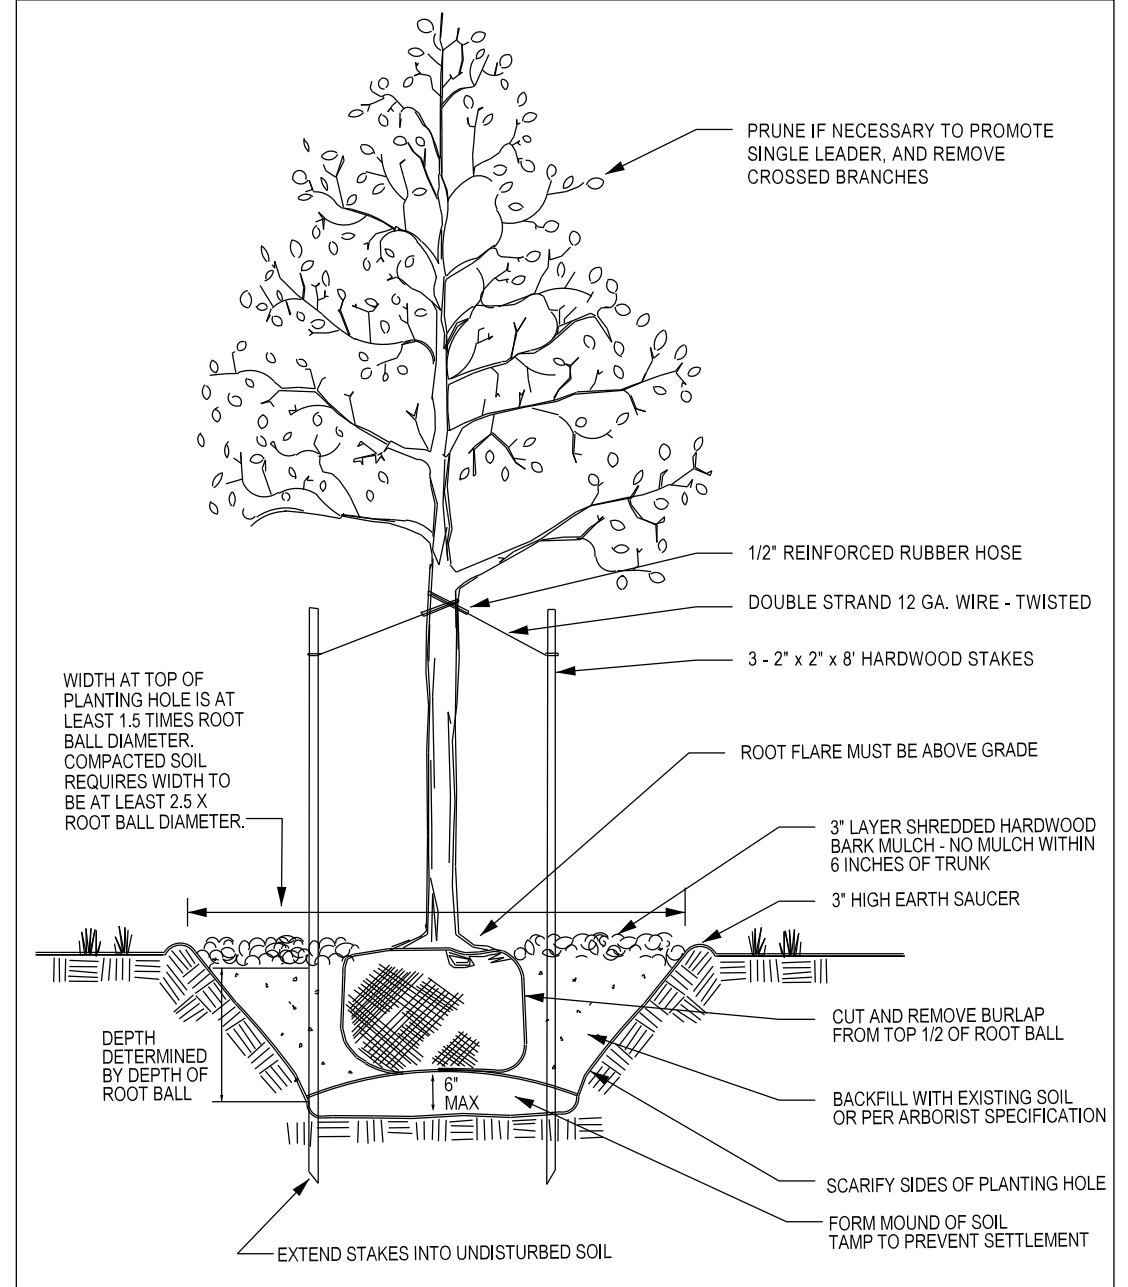 PRUNE IF NECESSARY TO PROMOTE
SINGLE LEADER, AND REMOVE
CROSSED BRANCHES
1/2" REINFORCED RUBBER HOSE
DOUBLE STRAND 12 GA. WIRE - TWISTED
3 - 2" x 2" x 8' HARDWOOD STAKES
WIDTH AT TOP OF
PLANTING HOLE IS AT
LEAST 1.5 TIMES ROOT
BALL DIAMETER.
COMPACTED SOIL
REQUIRES WIDTH TO
BE AT LEAST 2.5 X
ROOT BALL DIAMETER.
ROOT FLARE MUST BE ABOVE GRADE
3" LAYER SHREDDED HARDWOOD
BARK MULCH - NO MULCH WITHIN
6 INCHES OF TRUNK
3" HIGH EARTH SAUCER
CUT AND REMOVE BURLAP
FROM TOP 1/2 OF ROOT BALL
DEPTH
DETERMINED
BY DEPTH OF
ROOT BALL
6"
MAX
BACKFILL WITH EXISTING SOIL
OR PER ARBORIST SPECIFICATION
SCARIFY SIDES OF PLANTING HOLE
FORM MOUND OF SOIL
TAMP TO PREVENT SETTLEMENT
EXTEND STAKES INTO UNDISTURBED SOIL